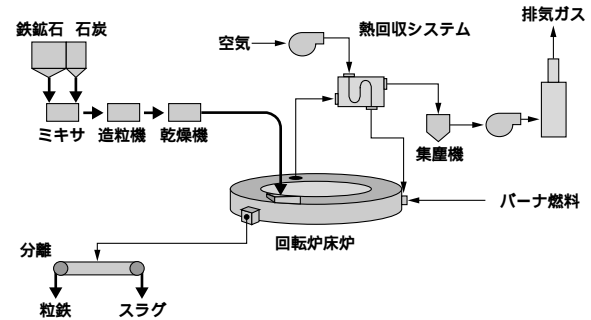 排気ガス
鉄鉱石 石炭
空気
熱回収システム
ミキサ 造粒機 乾燥機
集塵機
バーナ燃料
回転炉床炉
分離
粒鉄
スラグ